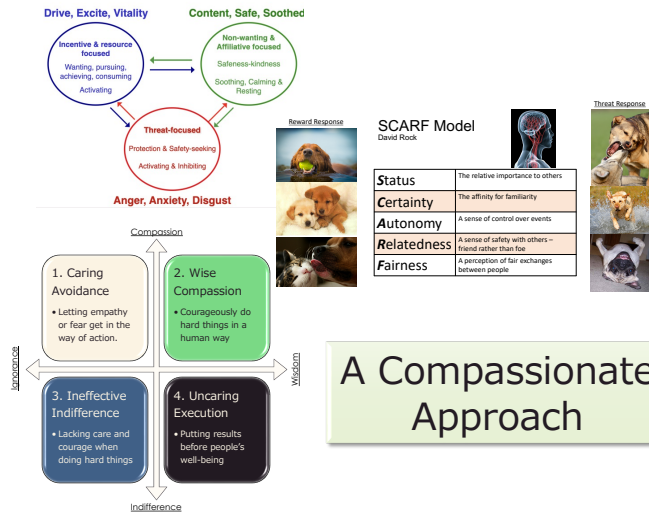 Drive, Excite, Vitality
Content, Safe, Soothed
Incentive & resource
focused
Wanting, pursuing,
achieving, consuming
Activating
Non-wanting &
Affiliative focused
Safeness-kindness
Soothing, Calming &
Resting
Threat-focused
Protection & Safety-seeking
Activating & Inhibiting
Anger, Anxiety, Disgust
Reward Response
SCARF Model
David Rock
Threat Response
Status
The relative importance to others
Certainty
The affinity for familiarity
Autonomy
A sense of control over events
Relatedness
A sense of safety with others –
friend rather than foe
Fairness
A perception of fair exchanges
between people
Compassion
1. Caring
Avoidance
• Letting empathy
or fear get in the
way of action.
2. Wise
Compassion
• Courageously do
hard things in a
human way
Ignorance
Wisdom
3. Ineffective
Indifference
• Lacking care and
courage when
doing hard things
4. Uncaring
Execution
• Putting results
before people's
well-being
Indifference
A Compassionate
Approach